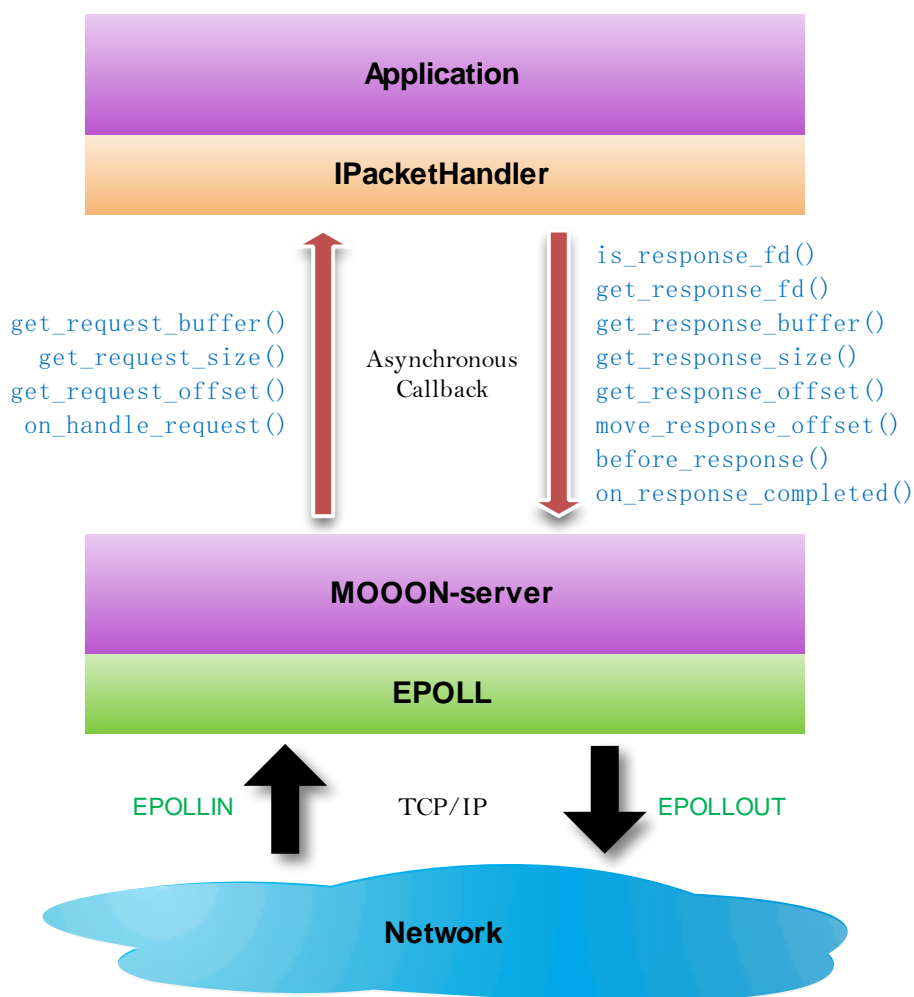 Application
IPacketHandler
get_request_buffer()
get_request_size()
get_request_offset()
on_handle_request()
Asynchronous
Callback
is_response_fd()
get_response_fd()
get_response_buffer()
get_response_size()
get_response_offset()
move_response_offset()
before_response()
on_response_completed()
MOOON-server
EPOLL
EPOLLIN
TCP/IP
EPOLLOUT
Network